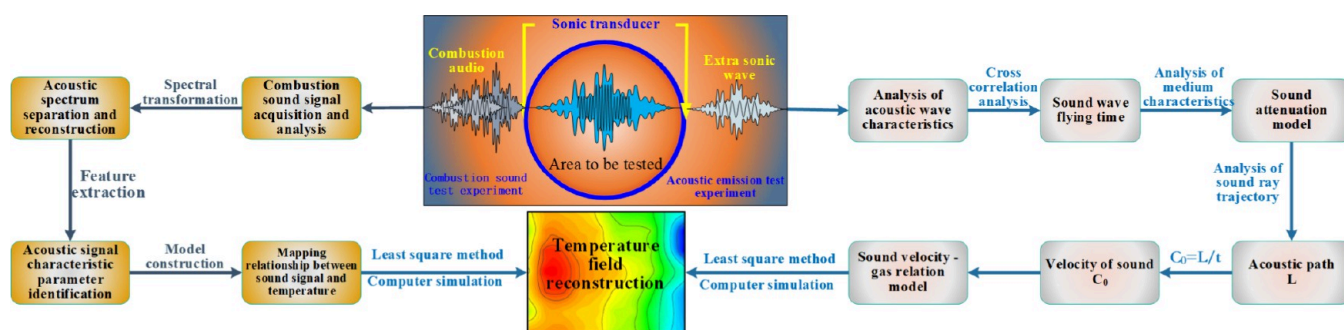 Sonic transducer
Combustion
audio
Extra sonic
wave
Area to be tested
Combustion sound
test experiment
Acoustic emission test
experiment
Combustion
sound signal
acquisition and
analysis
Spectral
transformation
Acoustic
spectrum
separation and
reconstruction
Feature
extraction
Acoustic signal
characteristic
parameter
identification
Model
construction
Mapping
relationship between
sound signal and
temperature
Least square method
Computer simulation
Temperature
field
reconstruction
Analysis of
acoustic wave
characteristics
Cross
correlation
analysis
Sound wave
flying time
Analysis of
medium
characteristics
Sound
attenuation
model
Analysis of
sound ray
trajectory
Acoustic path
L
C₀=L/t
Velocity of sound
C₀
Sound velocity -
gas relation
model
Least square method
Computer simulation